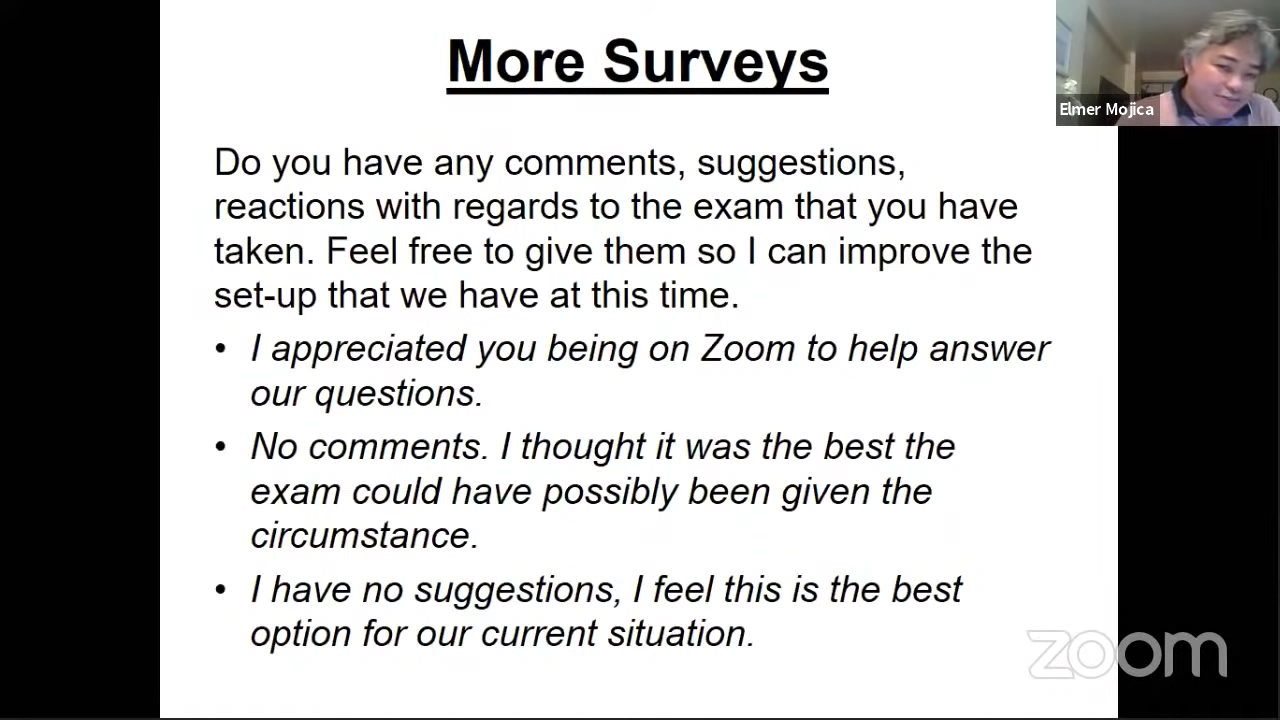 More Surveys
Elmer Mojica
Do you have any comments, suggestions,
reactions with regards to the exam that you have
taken. Feel free to give them so I can improve the
set-up that we have at this time.
• I appreciated you being on Zoom to help answer
our questions.
• No comments. I thought it was the best the
exam could have possibly been given the
circumstance.
• I have no suggestions, I feel this is the best
option for our current situation.
zoom